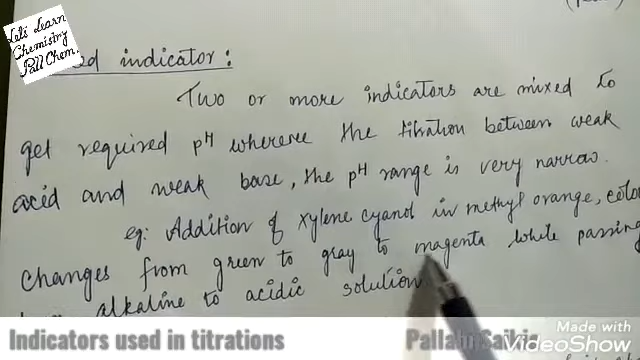 Let's Learn
Chemistry
Pall Chem.
indicator:
Two or more indicators are mixed to
get required pH whereve the titration between weak
acid and weak base, the pH range is very narrow.
eg: Addition of xylene cyanol in methyl orange, colou
changes from green to gray to magenta while passing
alkaline to acidic solution
Indicators used in titrations
Made with
VideoShow